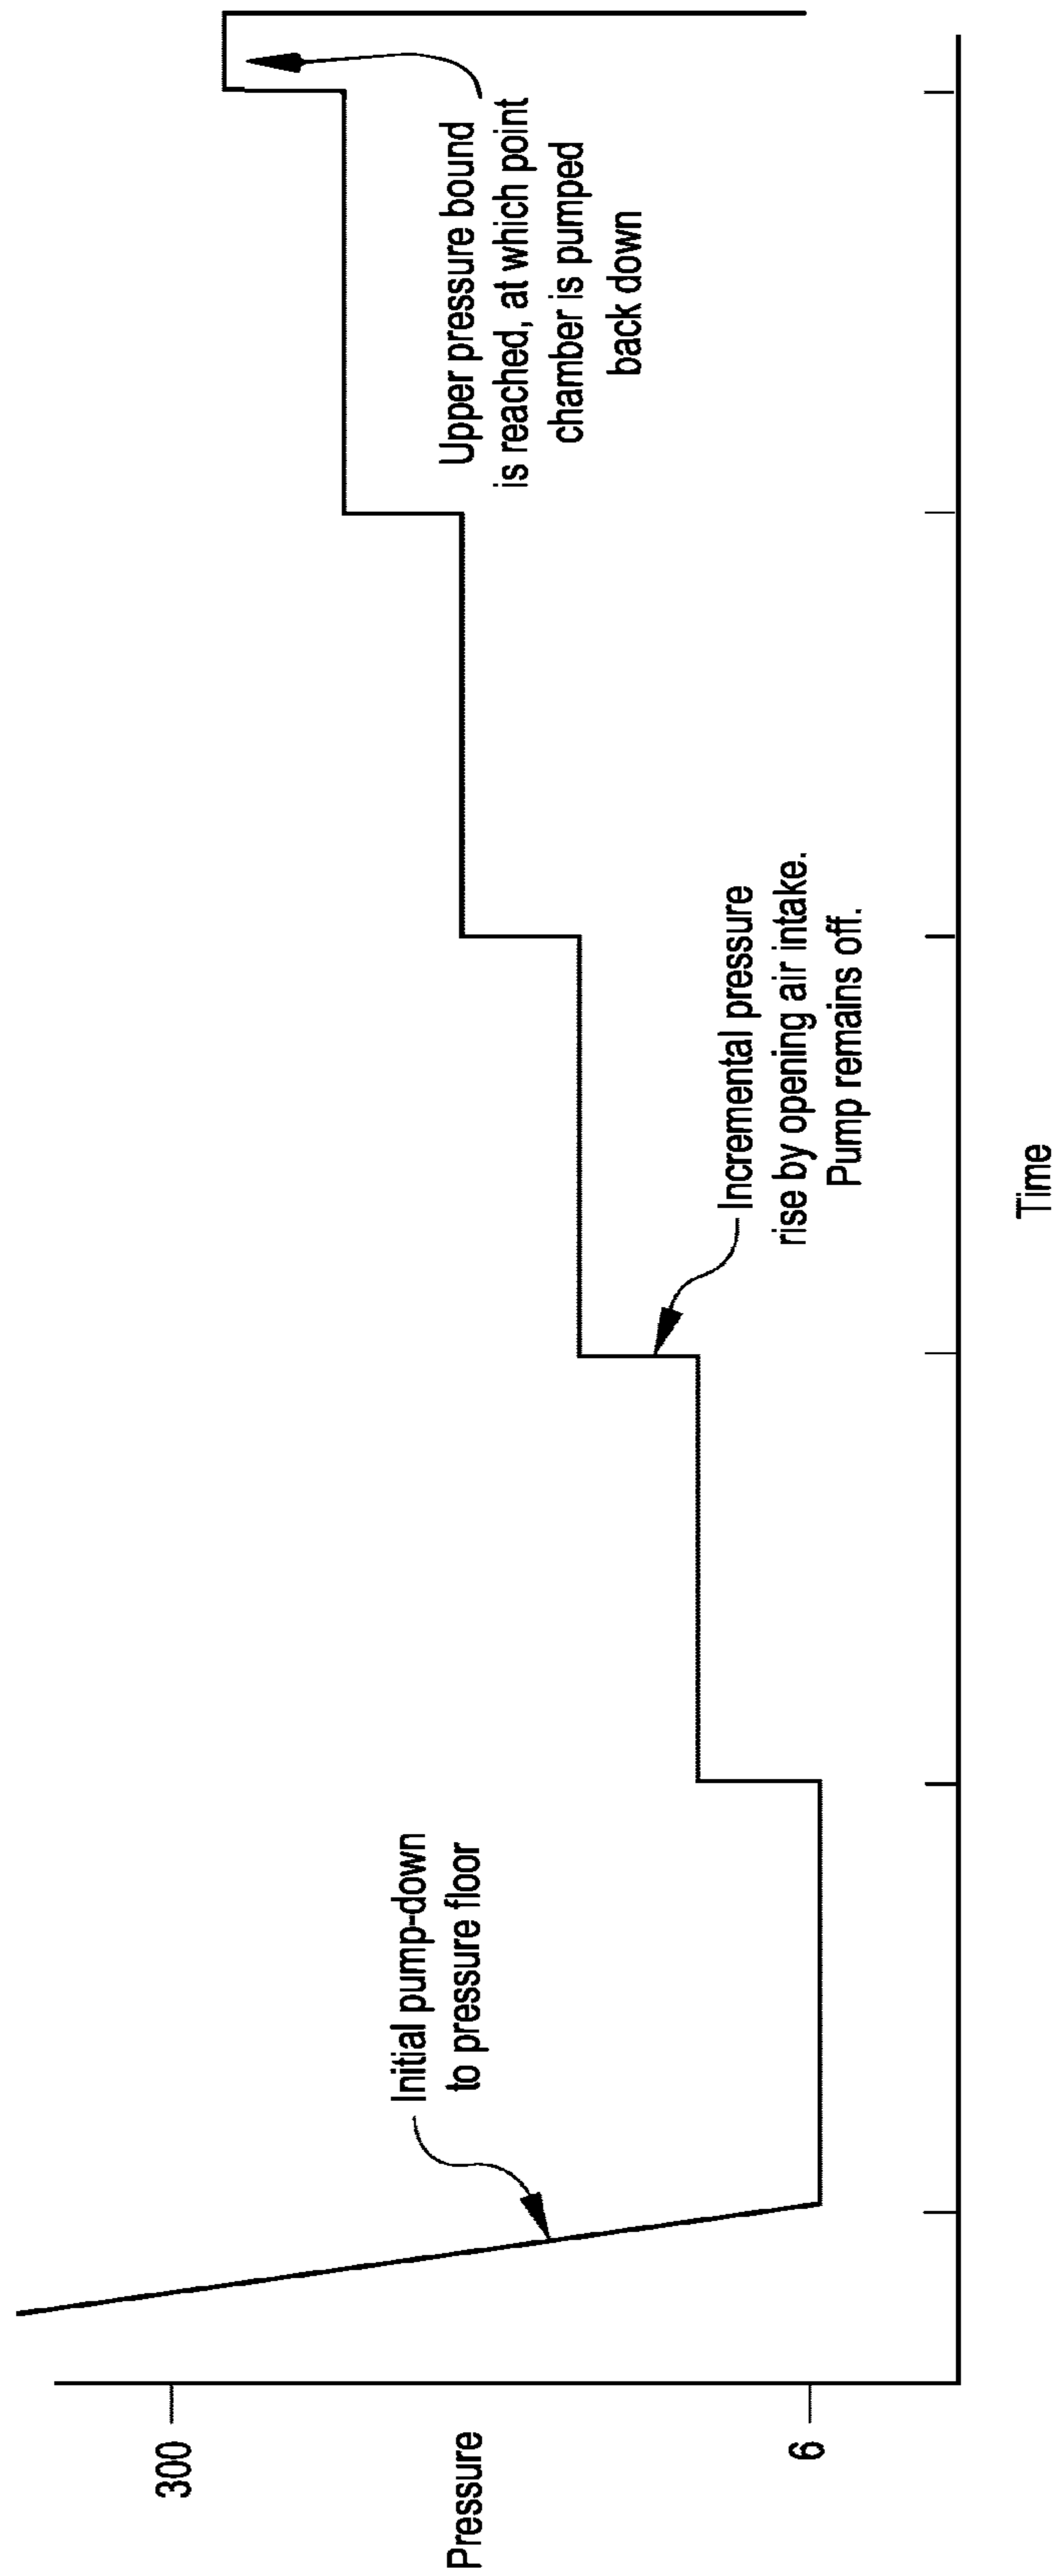 300
Pressure
6
Initial pump-down
to pressure floor
Incremental pressure
rise by opening air intake.
Pump remains off.
Upper pressure bound
is reached, at which point
chamber is pumped
back down
Time